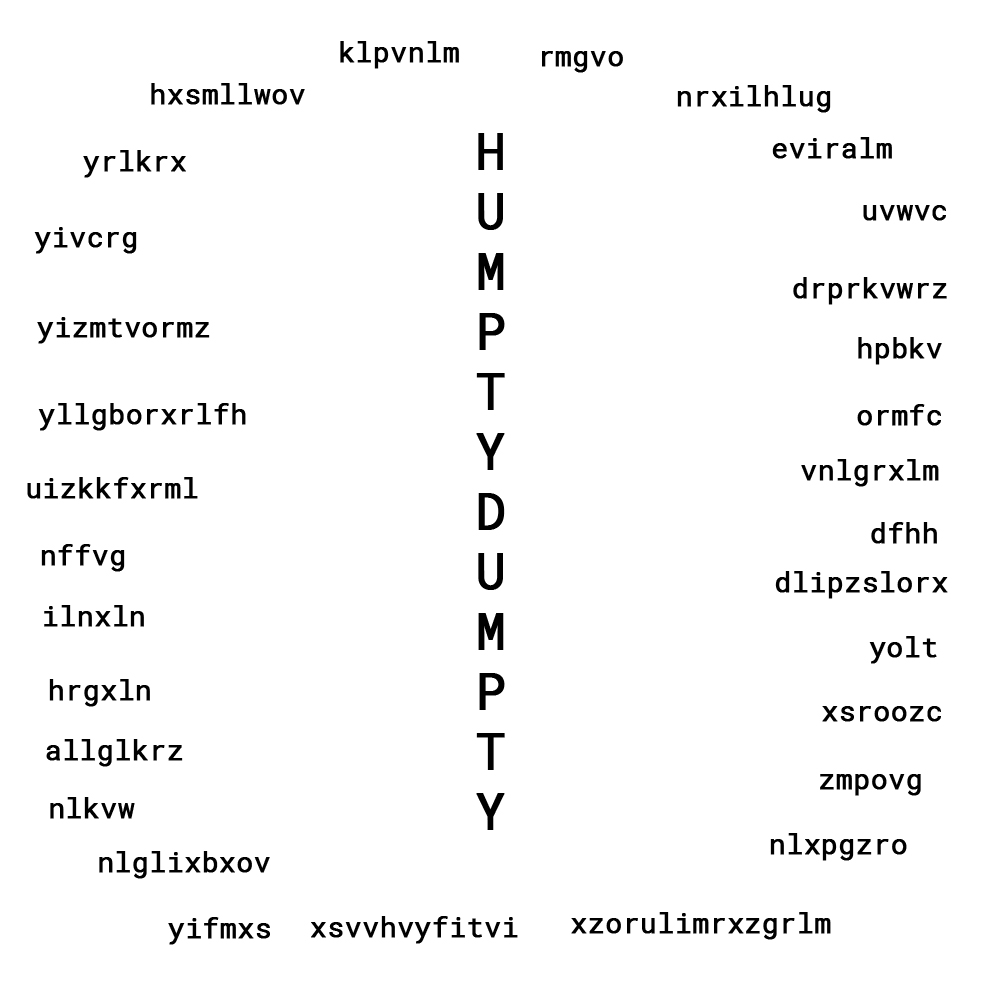 klpvnlm
rmgvo
hxsmllwov
nrxilhlug
yrlkrx
H
eviralm
U
uvwvc
yivcrg
M
drprkvwrz
yizmtvormz
P
hpbkv
T
yllgborxrlfh
ormfc
Y
vnlgrxlm
uizkkfxrml
D
dfhh
nffvg
U
dlipzslorx
ilnxln
M
yolt
hrgxln
P
xsroozc
allglkrz
T
zmpovg
nlkvw
Y
nlxpgzro
nlglixbxov
yifmxs
xsvvhvyfitvi
xzorulimrxzgrlm